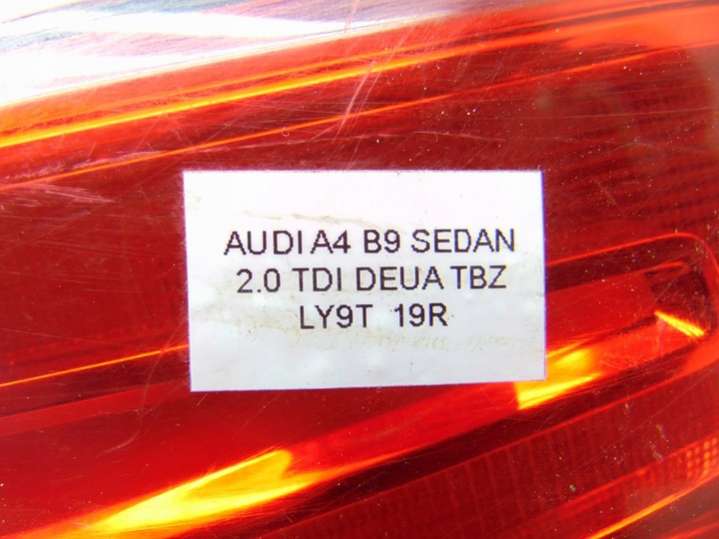 AUDI A4 B9 SEDAN
2.0 TDI DEUA TBZ
LY9T 19R